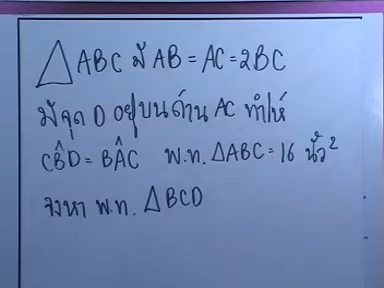 △ABC มี AB = AC = 2BC
มีจุด D อยู่บนด้าน AC ทำให้
CB̂D = BÂC พ.ท. △ABC = 16 นิ้ว²
จงหา พ.ท. △BCD